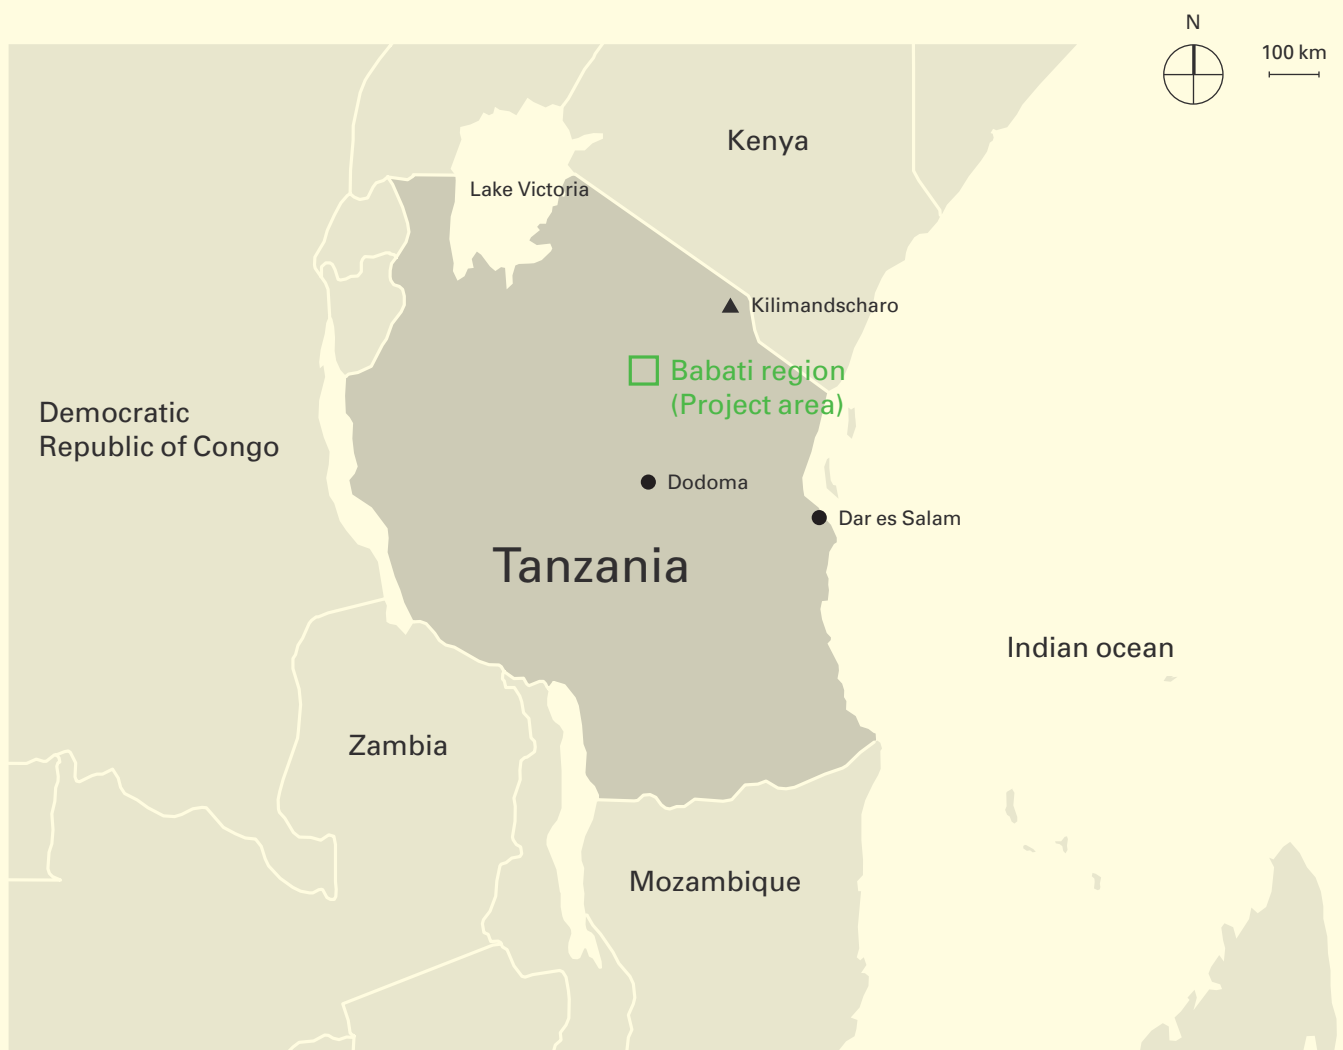 N
100 km
Kenya
Lake Victoria
Kilimandscharo
Babati region
(Project area)
Democratic
Republic of Congo
Dodoma
Dar es Salam
Tanzania
Indian ocean
Zambia
Mozambique